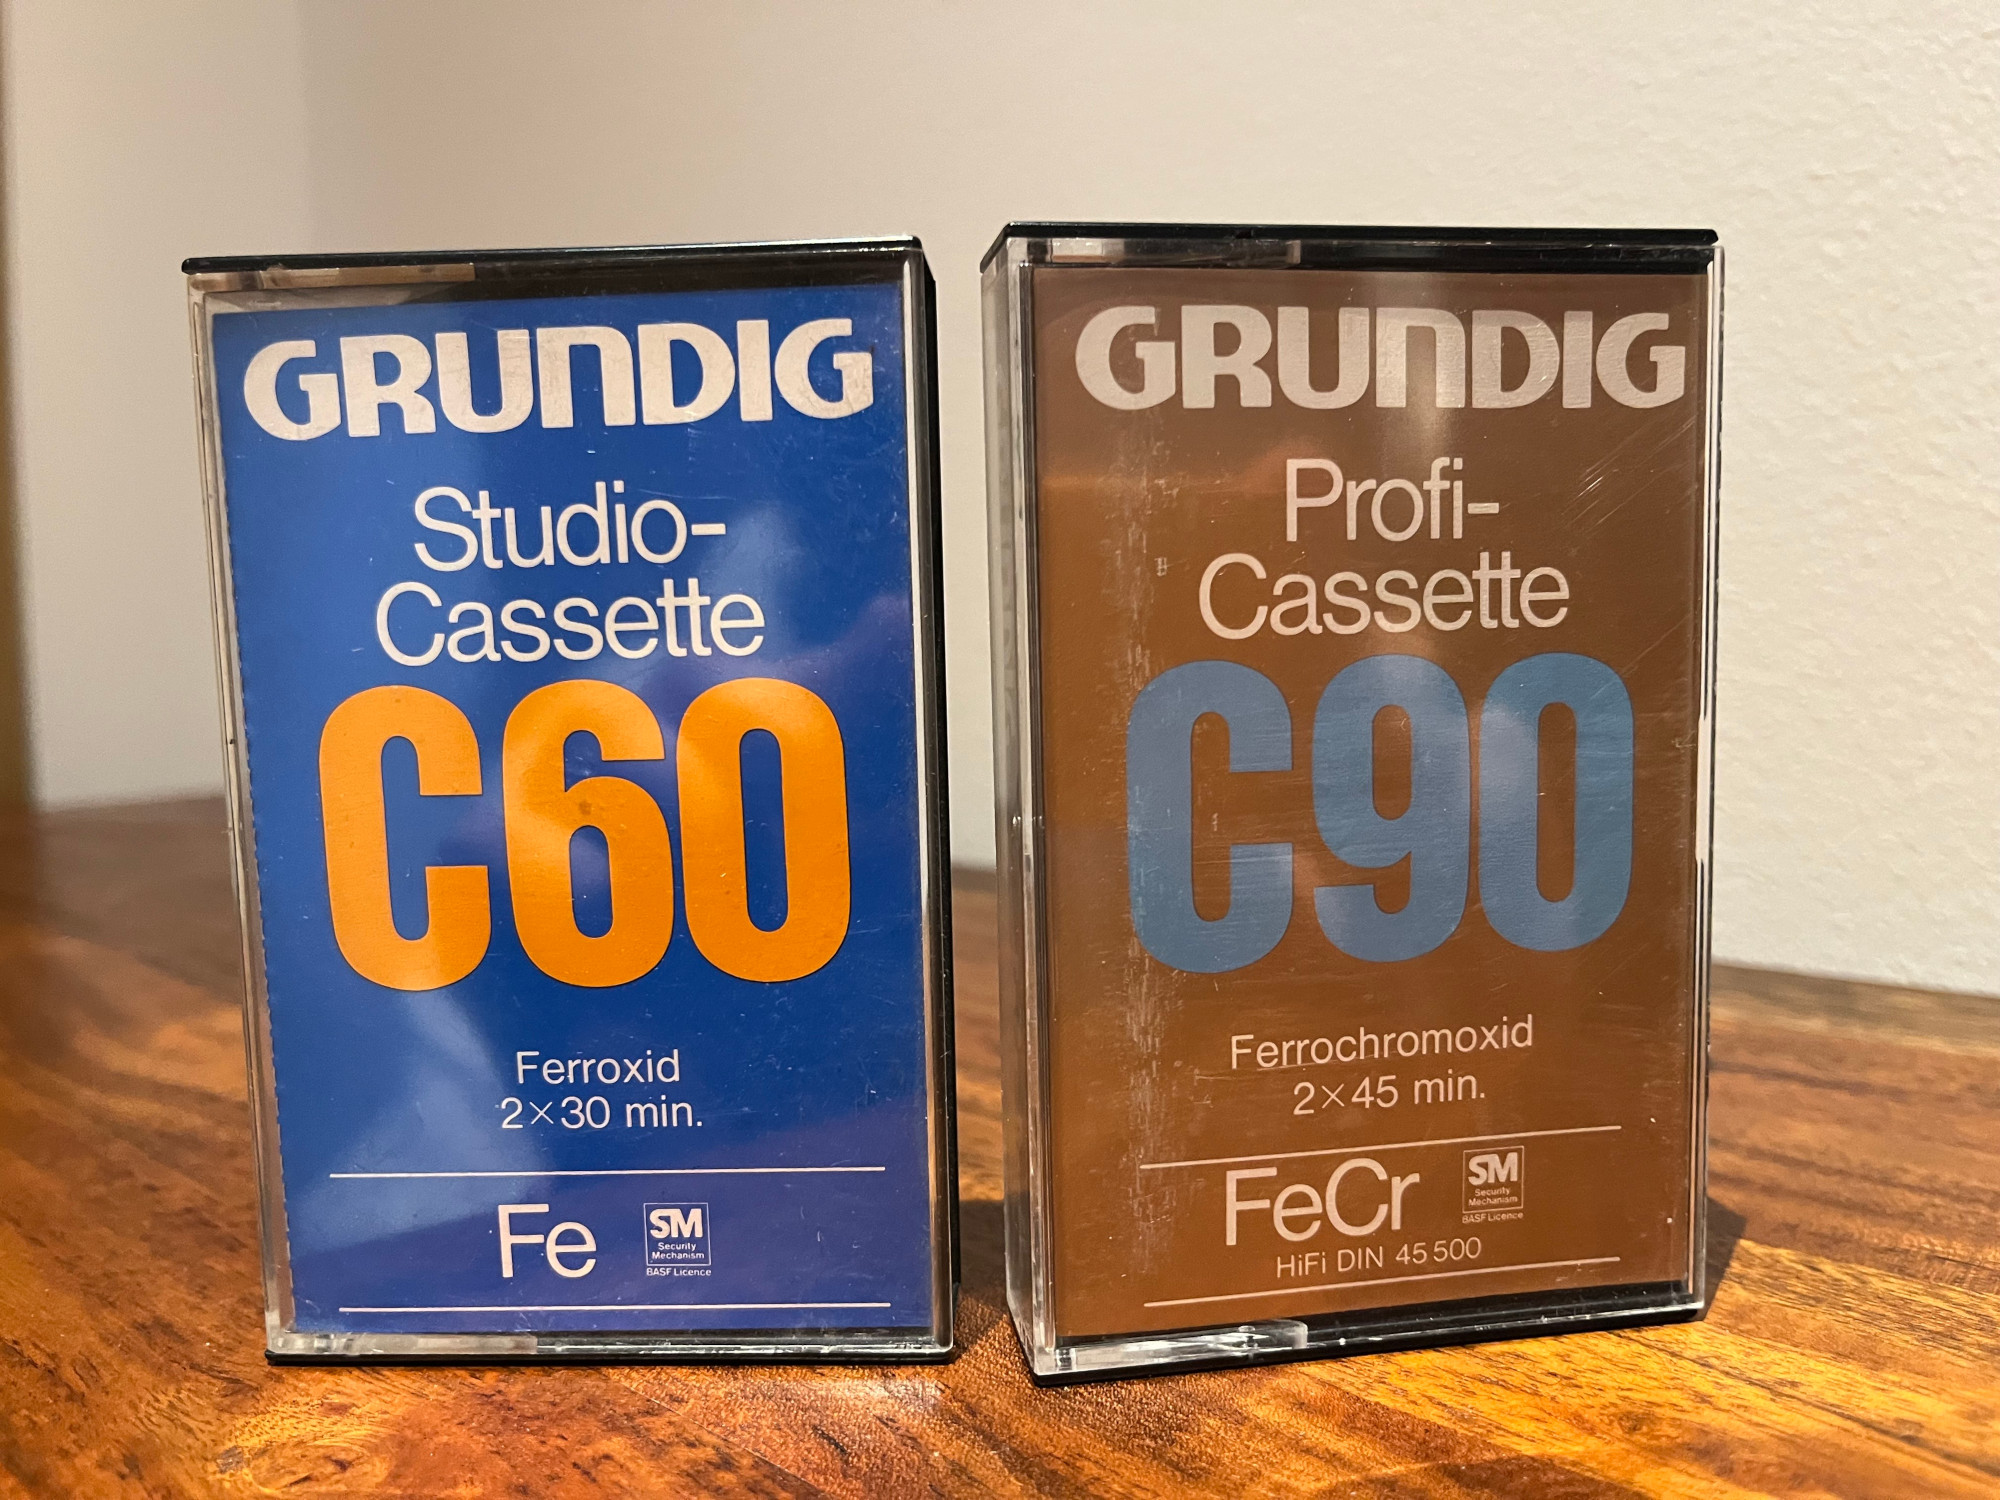 GRUNDIG
Studio-
Cassette
C60
Ferroxid
2×30 min.
Fe
SM
Security
Mechanism
BASF Licence
GRUNDIG
Profi-
Cassette
C90
Ferrochromoxid
2×45 min.
FeCr
SM
Security
Mechanism
BASF Licence
HiFi DIN 45 500